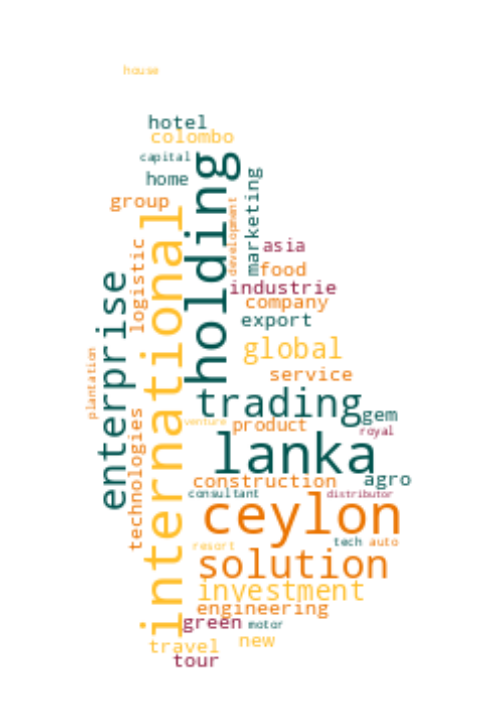 house
hotel
colombo
capital
home
group
holding
international
development
marketing
logistic
asia
food
industrie
company
export
enterprise
global
plantation
service
trading
gem
venture
product
royal
technologies
lanka
construction
agro
consultant
distributor
ceylon
tech
auto
resort
solution
investment
engineering
green
motor
new
travel
tour